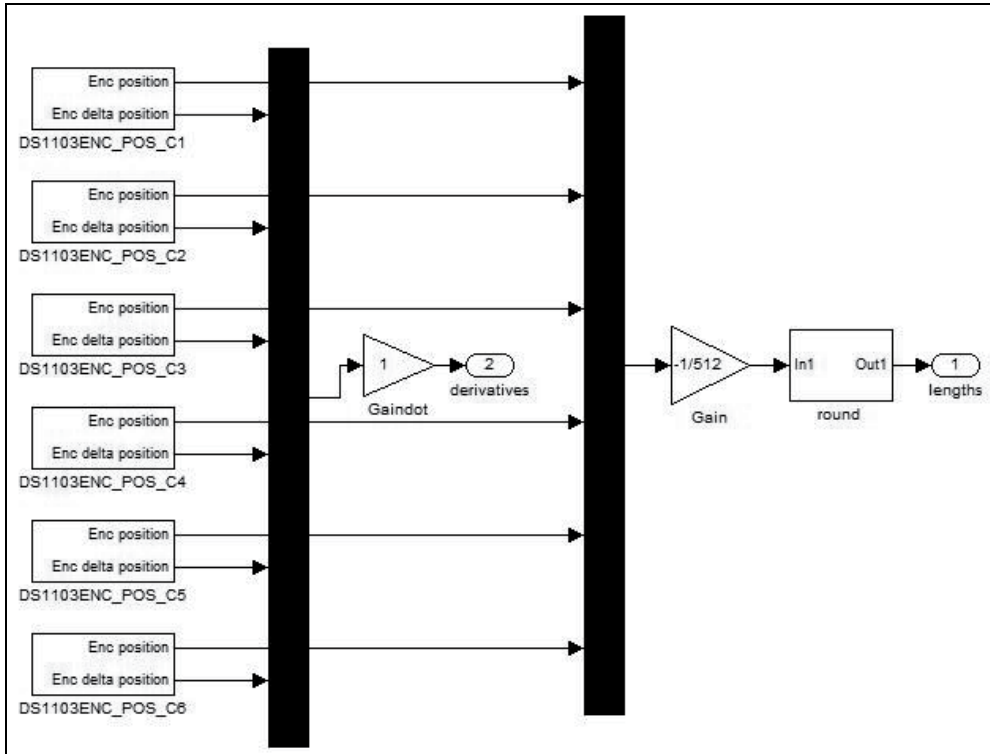 Enc position
Enc delta position
DS1103ENC_POS_C1
Enc position
Enc delta position
DS1103ENC_POS_C2
Enc position
Enc delta position
DS1103ENC_POS_C3
1
Gaindot
2
derivatives
-1/512
Gain
In1 Out1
round
1
lengths
Enc position
Enc delta position
DS1103ENC_POS_C4
Enc position
Enc delta position
DS1103ENC_POS_C5
Enc position
Enc delta position
DS1103ENC_POS_C6